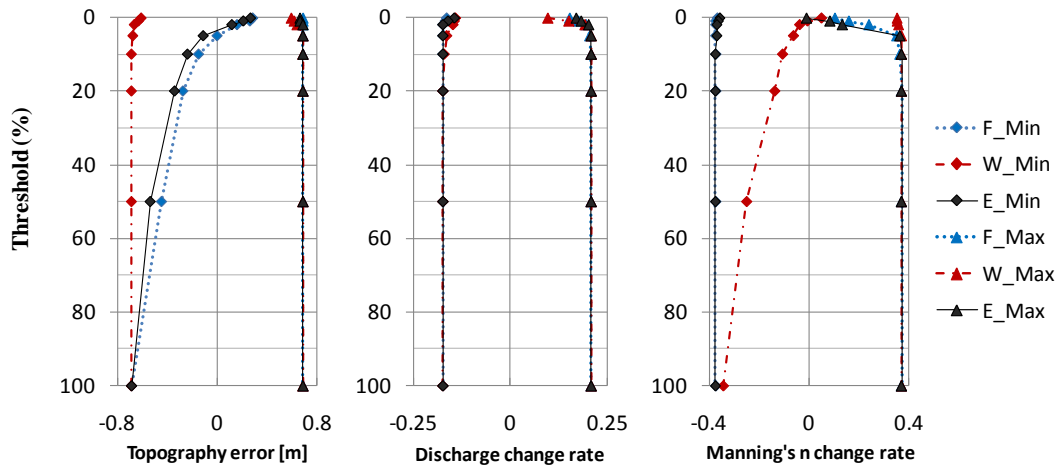 Threshold (%)
0
20
40
60
80
100
-0.8 0 0.8
Topography error [m]
0
20
40
60
80
100
-0.25 0 0.25
Discharge change rate
0
20
40
60
80
100
-0.4 0 0.4
Manning's n change rate
F_Min
W_Min
E_Min
F_Max
W_Max
E_Max